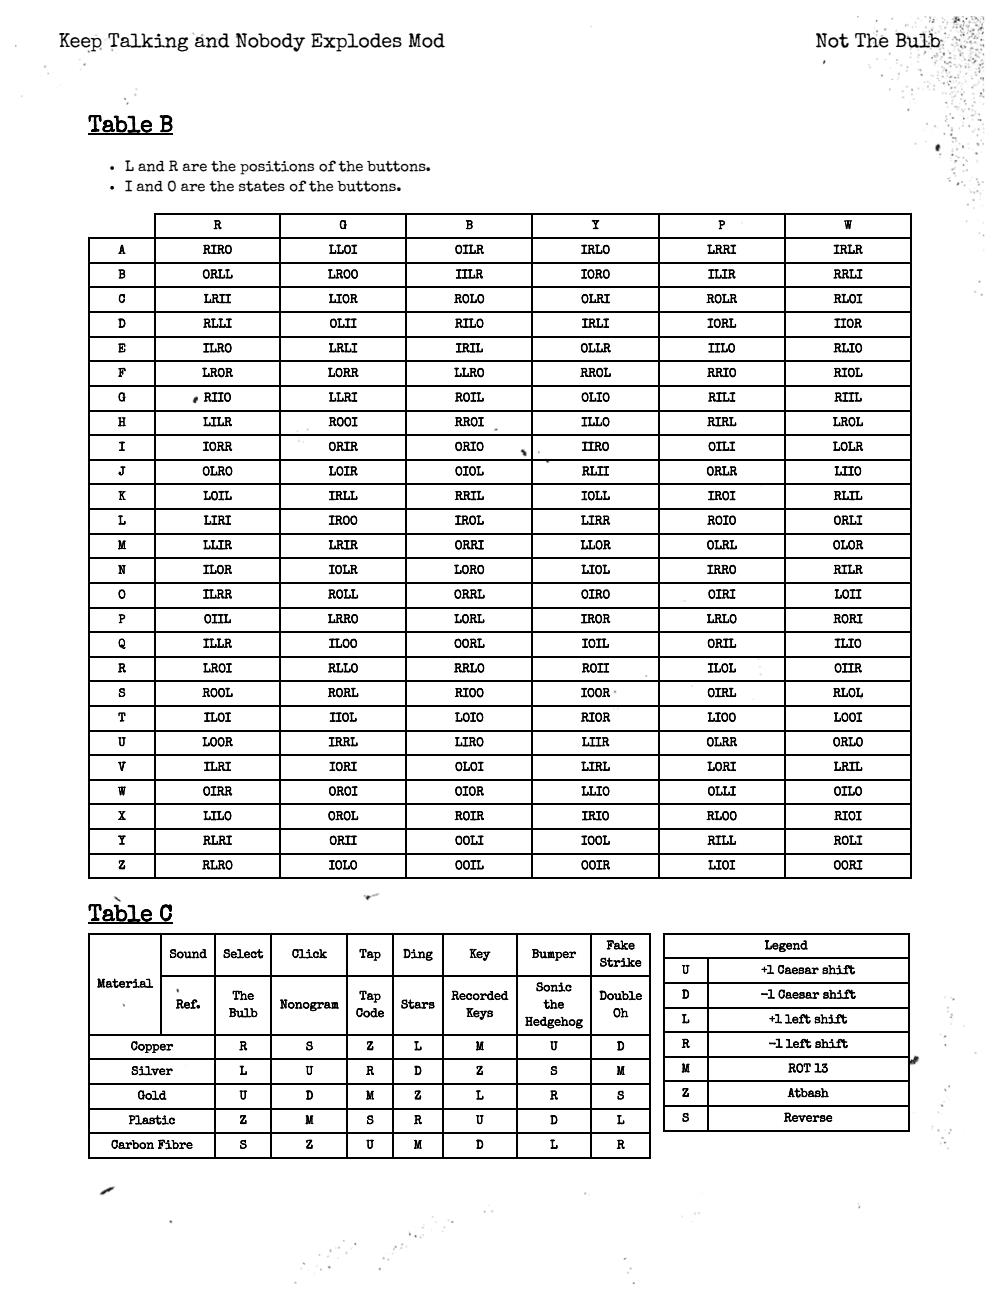 Keep Talking and Nobody Explodes Mod Not The Bulb
Table B
• L and R are the positions of the buttons.
• I and O are the states of the buttons.
R G B Y P W
A RIRO LLOI OILR IRLO LRRI IRLR
B ORLL LROO IILR IORO ILIR RRLI
C LRII LIOR ROLO OLRI ROLR RLOI
D RLLI OLII RILO IRLI IORL IIOR
E ILRO LRLI IRIL OLLR IILO RLIO
F LROR LORR LLRO RROL RRIO RIOL
G RIIO LLRI ROIL OLIO RILI RIIL
H LILR ROOI RROI ILLO RIRL LROL
I IORR ORIR ORIO IIRO OILI LOLR
J OLRO LOIR OIOL RLII ORLR LIIO
K LOIL IRLL RRIL IOLL IROI RLIL
L LIRI IROO IROL LIRR ROIO ORLI
M LLIR LRIR ORRI LLOR OLRL OLOR
N ILOR IOLR LORO LIOL IRRO RILR
O ILRR ROLL ORRL OIRO OIRI LOII
P OIIL LRRO LORL IROR LRLO RORI
Q ILLR ILOO OORL IOIL ORIL ILIO
R LROI RLLO RRLO ROII ILOL OIIR
S ROOL RORL RIOO IOOR OIRL RLOL
T ILOI IIOL LOIO RIOR LIOO LOOI
U LOOR IRRL LIRO LIIR OLRR ORLO
V ILRI IORI OLOI LIRL LORI LRIL
W OIRR OROI OIOR LLIO OLLI OILO
X LILO OROL ROIR IRIO RLOO RIOI
Y RLRI ORII OOLI IOOL RILL ROLI
Z RLRO IOLO OOIL OOIR LIOI OORI
Table C
Material Sound Select Click Tap Ding Key Bumper Fake Strike
Ref. The Bulb Nonogram Tap Code Stars Recorded Keys Sonic the Hedgehog Double Oh
Copper R S Z L M U D
Silver L U R D Z S M
Gold U D M Z L R S
Plastic Z M S R U D L
Carbon Fibre S Z U M D L R
Legend
U +1 Caesar shift
D -1 Caesar shift
L +1 left shift
R -1 left shift
M ROT 13
Z Atbash
S Reverse